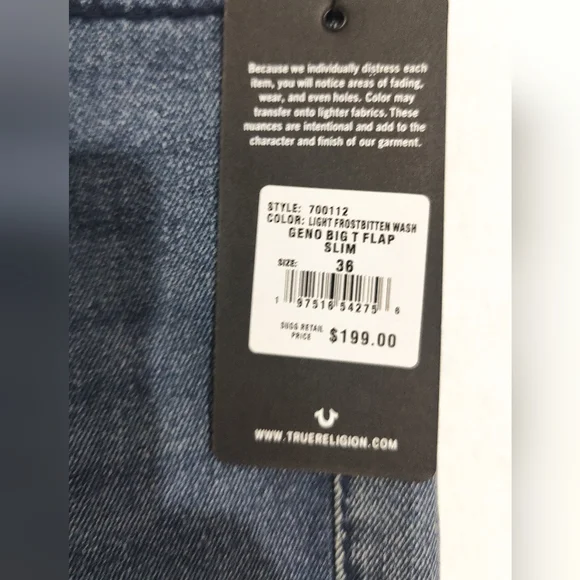 Because we individually distress each
item, you will notice areas of fading,
wear, and even holes. Color may
transfer onto lighter fabrics. These
nuances are intentional and add to the
character and finish of our garment.
STYLE: 700112
COLOR: LIGHT FROSTBITTEN WASH
GENO BIG T FLAP
SLIM
SIZE: 36
1 97516 54275 6
SUGG RETAIL
PRICE $199.00
WWW.TRUERELIGION.COM